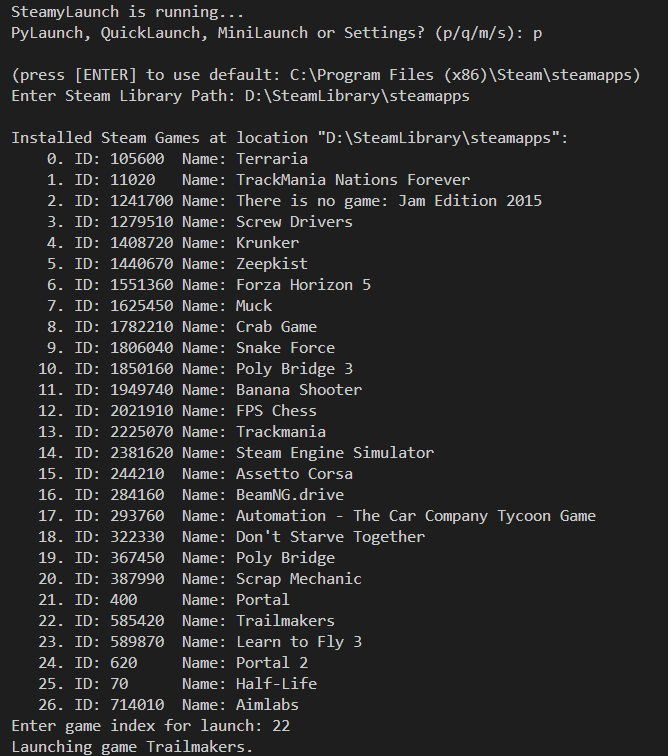 SteamyLaunch is running...
PyLaunch, QuickLaunch, MiniLaunch or Settings? (p/q/m/s): p
(press [ENTER] to use default: C:\Program Files (x86)\Steam\steamapps)
Enter Steam Library Path: D:\SteamLibrary\steamapps
Installed Steam Games at location "D:\SteamLibrary\steamapps":
0. ID: 105600 Name: Terraria
1. ID: 11020 Name: TrackMania Nations Forever
2. ID: 1241700 Name: There is no game: Jam Edition 2015
3. ID: 1279510 Name: Screw Drivers
4. ID: 1408720 Name: Krunker
5. ID: 1440670 Name: Zeepkist
6. ID: 1551360 Name: Forza Horizon 5
7. ID: 1625450 Name: Muck
8. ID: 1782210 Name: Crab Game
9. ID: 1806040 Name: Snake Force
10. ID: 1850160 Name: Poly Bridge 3
11. ID: 1949740 Name: Banana Shooter
12. ID: 2021910 Name: FPS Chess
13. ID: 2225070 Name: Trackmania
14. ID: 2381620 Name: Steam Engine Simulator
15. ID: 244210 Name: Assetto Corsa
16. ID: 284160 Name: BeamNG.drive
17. ID: 293760 Name: Automation - The Car Company Tycoon Game
18. ID: 322330 Name: Don't Starve Together
19. ID: 367450 Name: Poly Bridge
20. ID: 387990 Name: Scrap Mechanic
21. ID: 400 Name: Portal
22. ID: 585420 Name: Trailmakers
23. ID: 589870 Name: Learn to Fly 3
24. ID: 620 Name: Portal 2
25. ID: 70 Name: Half-Life
26. ID: 714010 Name: Aimlabs
Enter game index for launch: 22
Launching game Trailmakers.